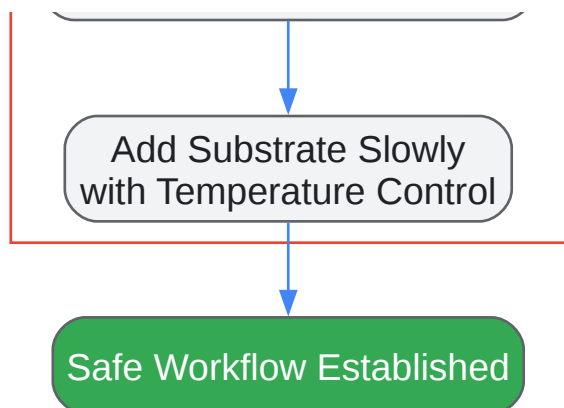 Add Substrate Slowly
with Temperature Control
Safe Workflow Established